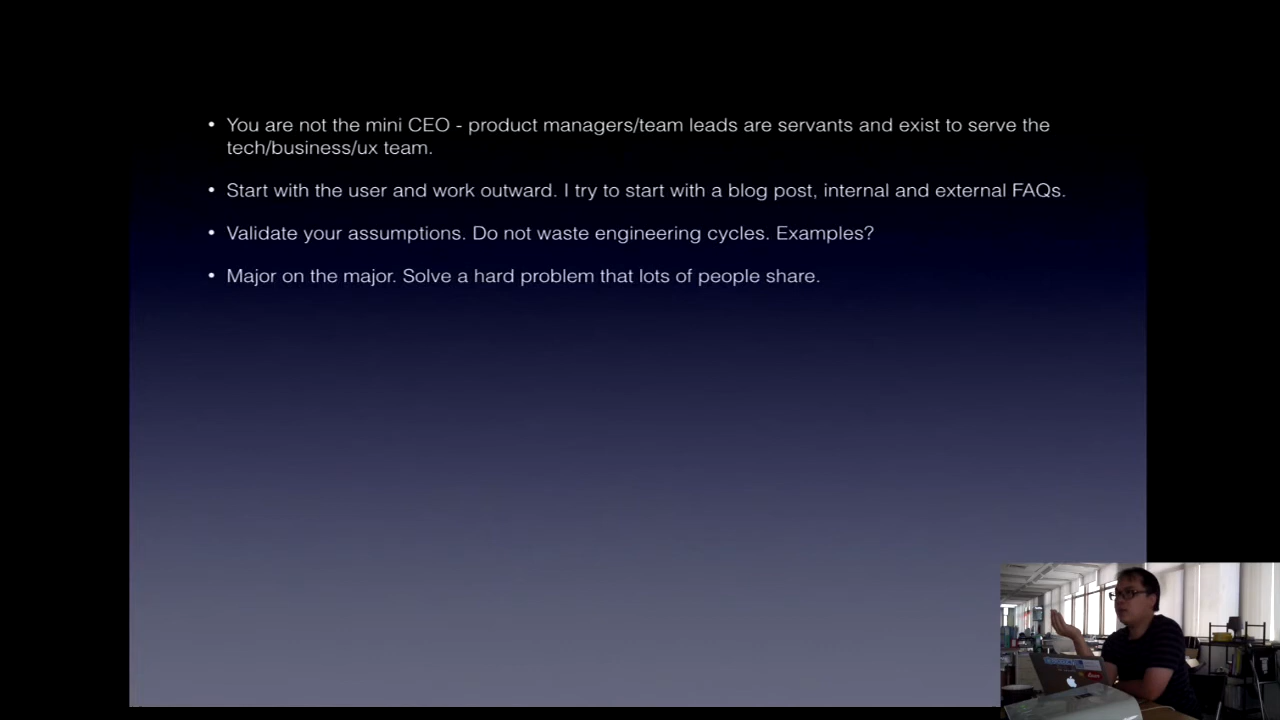 • You are not the mini CEO - product managers/team leads are servants and exist to serve the
tech/business/ux team.
• Start with the user and work outward. I try to start with a blog post, internal and external FAQs.
• Validate your assumptions. Do not waste engineering cycles. Examples?
• Major on the major. Solve a hard problem that lots of people share.